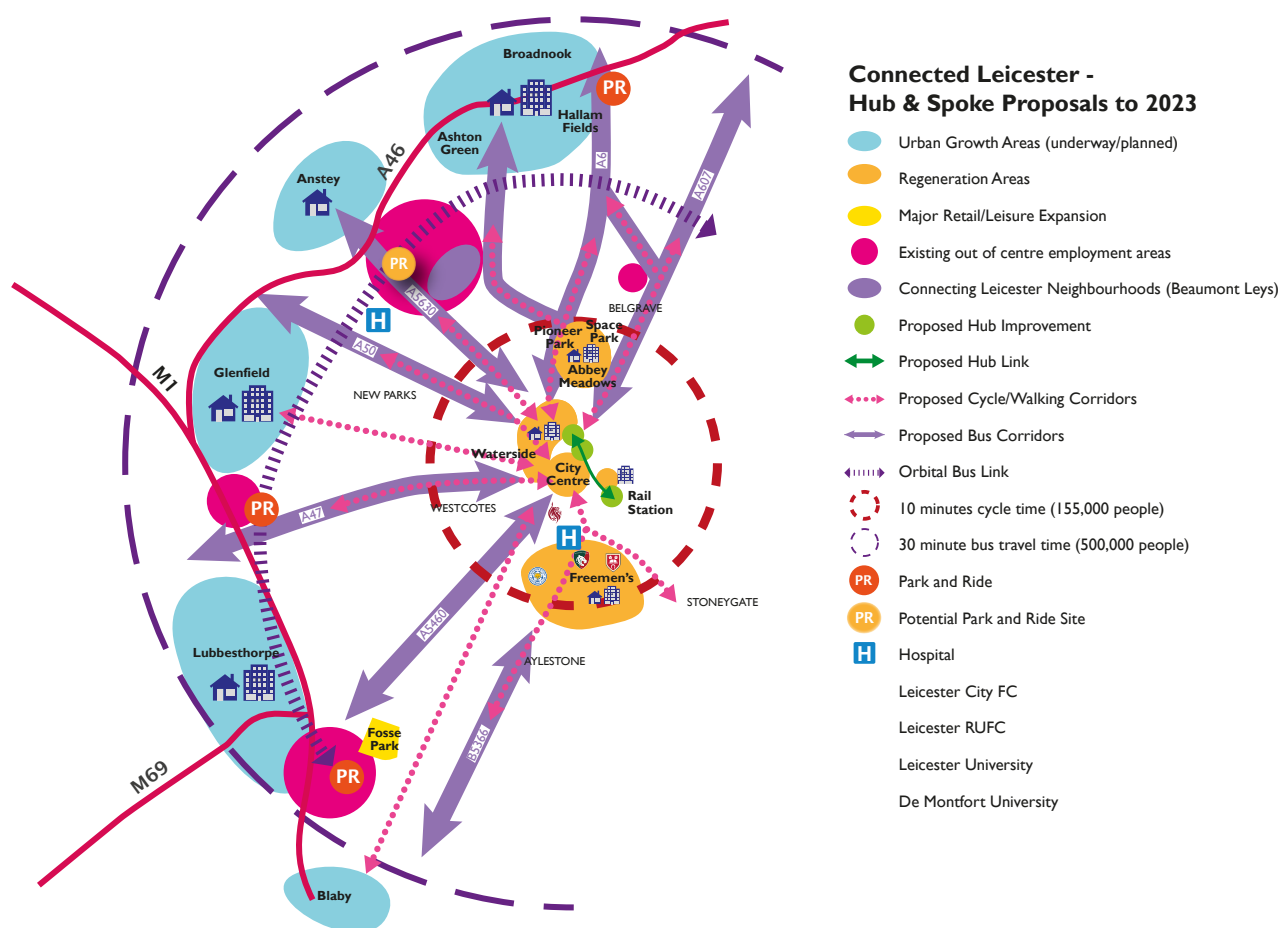 Connected Leicester -
Hub & Spoke Proposals to 2023
Urban Growth Areas (underway/planned)
Regeneration Areas
Major Retail/Leisure Expansion
Existing out of centre employment areas
Connecting Leicester Neighbourhoods (Beaumont Leys)
Proposed Hub Improvement
Proposed Hub Link
Proposed Cycle/Walking Corridors
Proposed Bus Corridors
Orbital Bus Link
10 minutes cycle time (155,000 people)
30 minute bus travel time (500,000 people)
PR Park and Ride
PR Potential Park and Ride Site
H Hospital
Leicester City FC
Leicester RUFC
Leicester University
De Montfort University
Broadnook
PR
Hallam
Fields
Ashton
Green
A46
A6
A607
Anstey
PR
A5630
H
BELGRAVE
Space
Park
Pioneer
Park
Abbey
Meadows
A50
M1
Glenfield
NEW PARKS
Waterside
City
Centre
Rail
Station
WESTCOTES
PR
A47
H
Freemen's
STONEYGATE
A5460
AYLESTONE
Lubbesthorpe
B5366
Fosse
Park
PR
M69
Blaby